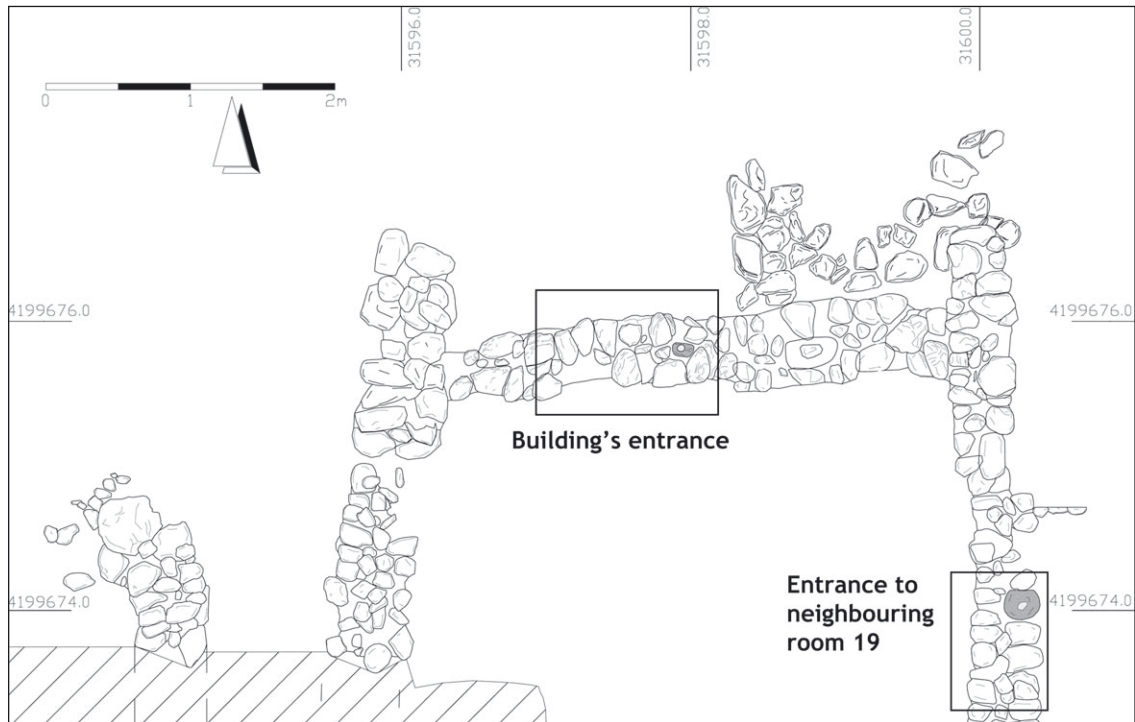 31596.0
31598.0
31600.0
0 1 2m
4199676.0
4199676.0
Building's entrance
Entrance to
neighbouring
room 19
4199674.0
4199674.0